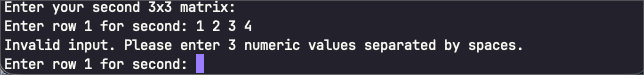 Enter your second 3x3 matrix:
Enter row 1 for second: 1 2 3 4
Invalid input. Please enter 3 numeric values separated by spaces.
Enter row 1 for second: